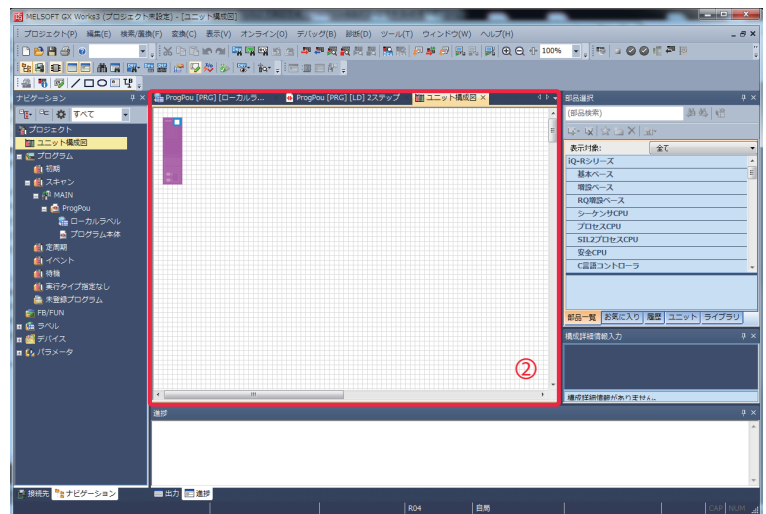 MELSOFT GX Works3 (プロジェクト未設定) - [ユニット構成図]
プロジェクト(P) 編集(E) 検索/置換(F) 変換(C) 表示(V) オンライン(O) デバッグ(B) 診断(D) ツール(T) ウィンドウ(W) ヘルプ(H)
100%
ナビゲーション
すべて
プロジェクト
ユニット構成図
プログラム
初期
スキャン
MAIN
ProgPou
ローカルラベル
プログラム本体
定周期
イベント
待機
実行タイプ指定なし
未登録プログラム
FB/FUN
ラベル
デバイス
パラメータ
接続先 ナビゲーション
ProgPou [PRG] [ローカルラ... ProgPou [PRG] [LD] 2ステップ ユニット構成図
②
部品選択
(部品検索)
表示対象: 全て
iQ-Rシリーズ
基本ベース
増設ベース
RQ増設ベース
シーケンサCPU
プロセスCPU
SIL2プロセスCPU
安全CPU
C言語コントローラ
部品一覧 お気に入り 履歴 ユニット ライブラリ
構成詳細情報入力
構成詳細情報がありません。
進捗
出力 進捗
R04 自局 CAP NUM